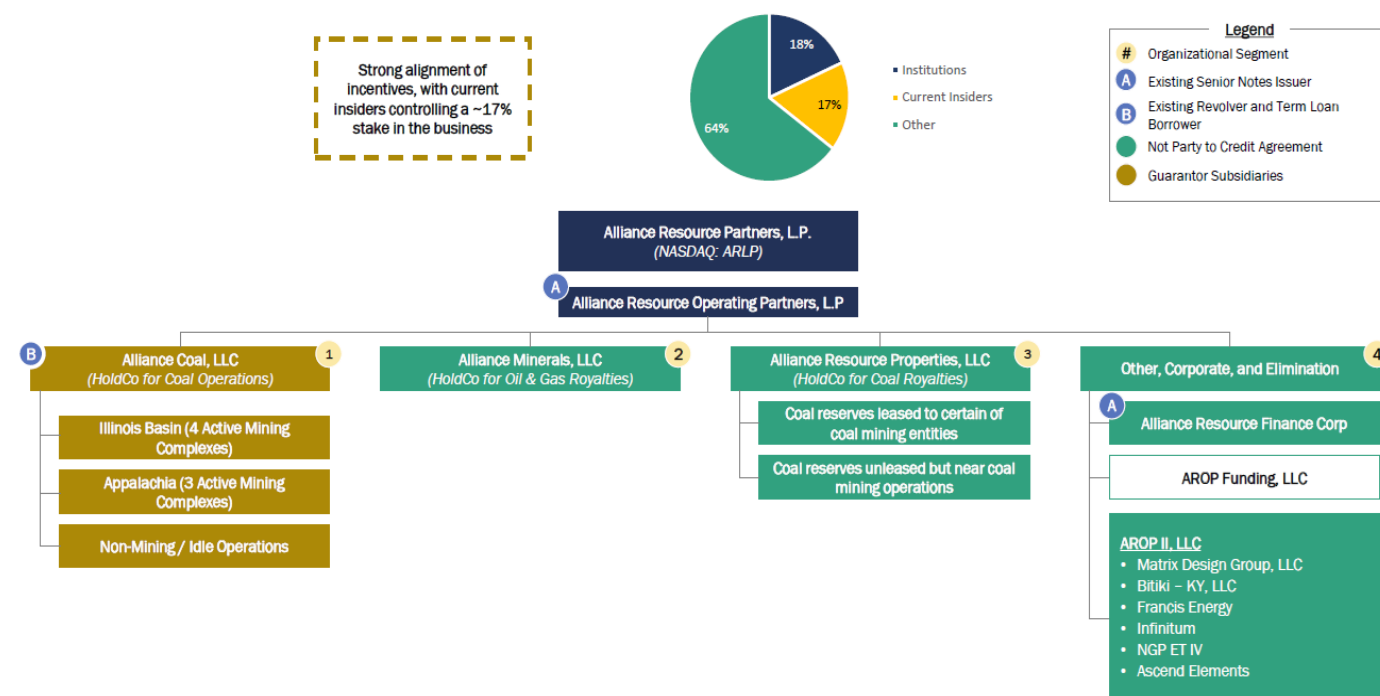 Strong alignment of
incentives, with current
insiders controlling a ~17%
stake in the business
18%
17%
64%
Institutions
Current Insiders
Other
Legend
# Organizational Segment
A Existing Senior Notes Issuer
B Existing Revolver and Term Loan
Borrower
Not Party to Credit Agreement
Guarantor Subsidiaries
Alliance Resource Partners, L.P.
(NASDAQ: ARLP)
A
Alliance Resource Operating Partners, L.P
B
Alliance Coal, LLC
(HoldCo for Coal Operations)
1
Illinois Basin (4 Active Mining
Complexes)
Appalachia (3 Active Mining
Complexes)
Non-Mining / Idle Operations
Alliance Minerals, LLC
(HoldCo for Oil & Gas Royalties)
2
Alliance Resource Properties, LLC
(HoldCo for Coal Royalties)
3
Coal reserves leased to certain of
coal mining entities
Coal reserves unleased but near coal
mining operations
Other, Corporate, and Elimination
4
A
Alliance Resource Finance Corp
AROP Funding, LLC
AROP II, LLC
• Matrix Design Group, LLC
• Bitiki – KY, LLC
• Francis Energy
• Infinitum
• NGP ET IV
• Ascend Elements